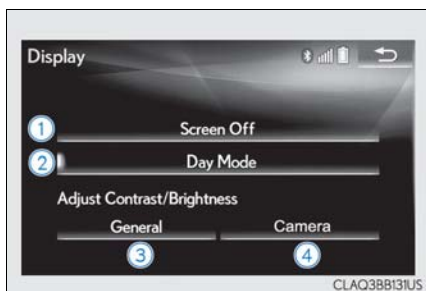 Display
1 Screen Off
2 Day Mode
Adjust Contrast/Brightness
General Camera
3 4
CLAQ3BB131US